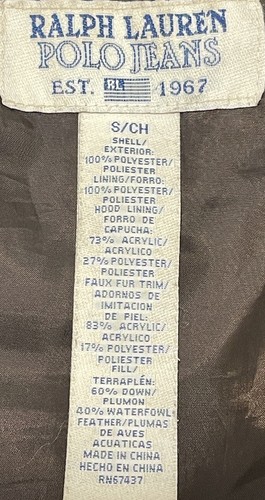 RALPH LAUREN
POLO JEANS
EST. RL 1967
S/CH
SHELL/
EXTERIOR:
100% POLYESTER/
POLIESTER
LINING/FORRO:
100% POLYESTER/
POLIESTER
HOOD LINING/
FORRO DE
CAPUCHA:
73% ACRYLIC/
ACRYLICO
27% POLYESTER/
POLIESTER
FAUX FUR TRIM/
ADORNOS DE
IMITACION
DE PIEL:
83% ACRYLIC/
ACRYLICO
17% POLYESTER/
POLIESTER
FILL/
TERRAPLÉN:
60% DOWN/
PLUMON
40% WATERFOWL
FEATHER/PLUMAS
DE AVES
ACUATICAS
MADE IN CHINA
HECHO EN CHINA
RN67437